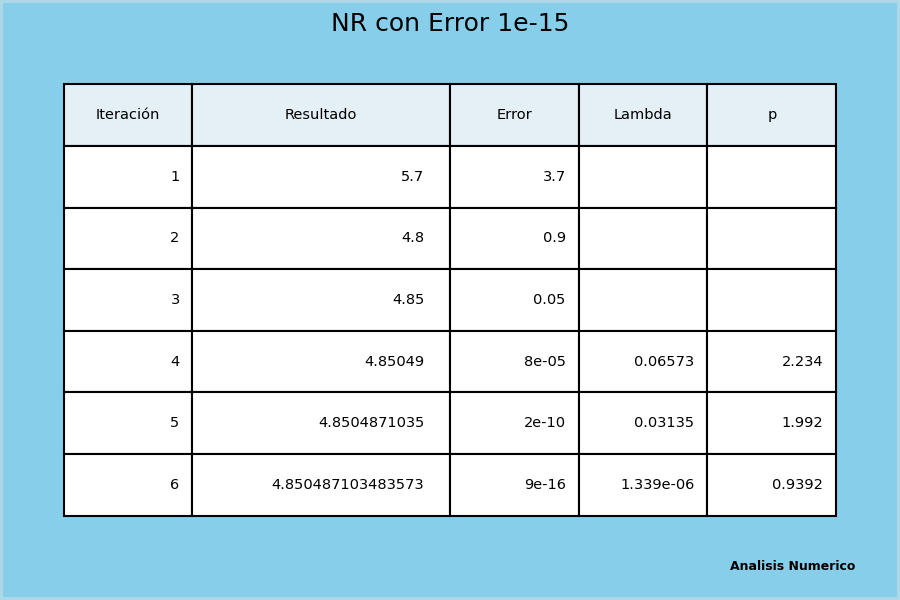 NR con Error 1e-15
Iteración Resultado Error Lambda p
1 5.7 3.7
2 4.8 0.9
3 4.85 0.05
4 4.85049 8e-05 0.06573 2.234
5 4.8504871035 2e-10 0.03135 1.992
6 4.850487103483573 9e-16 1.339e-06 0.9392
Analisis Numerico